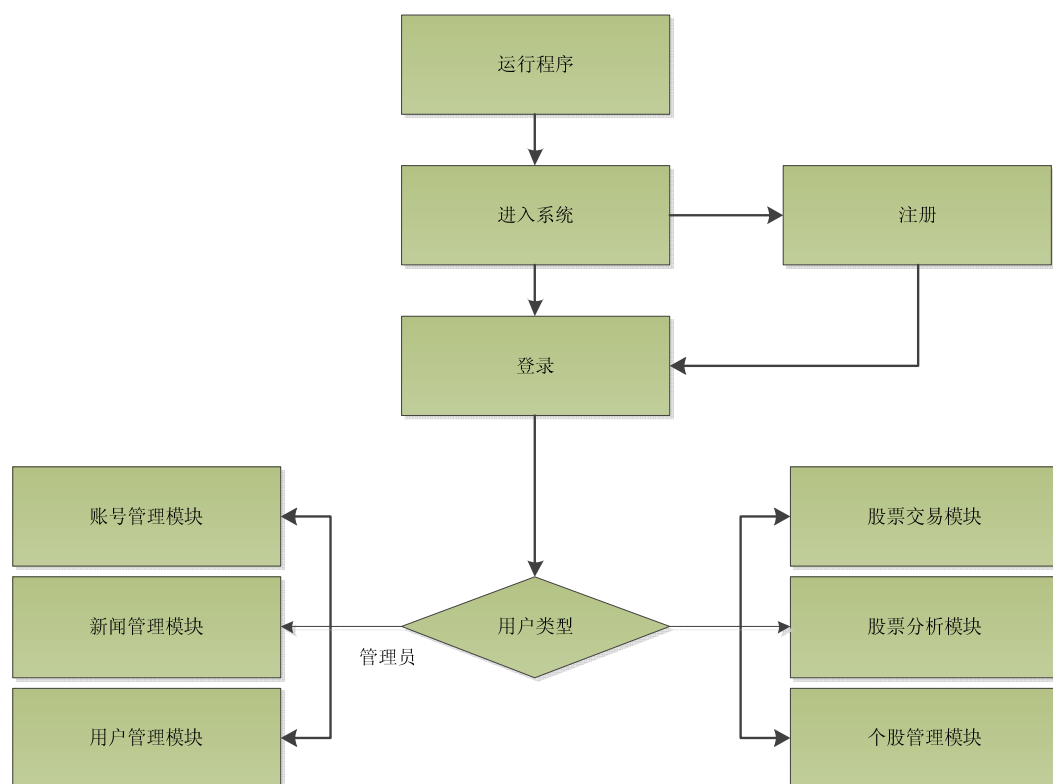 运行程序
进入系统
注册
登录
账号管理模块
股票交易模块
新闻管理模块
用户类型
股票分析模块
管理员
用户管理模块
个股管理模块